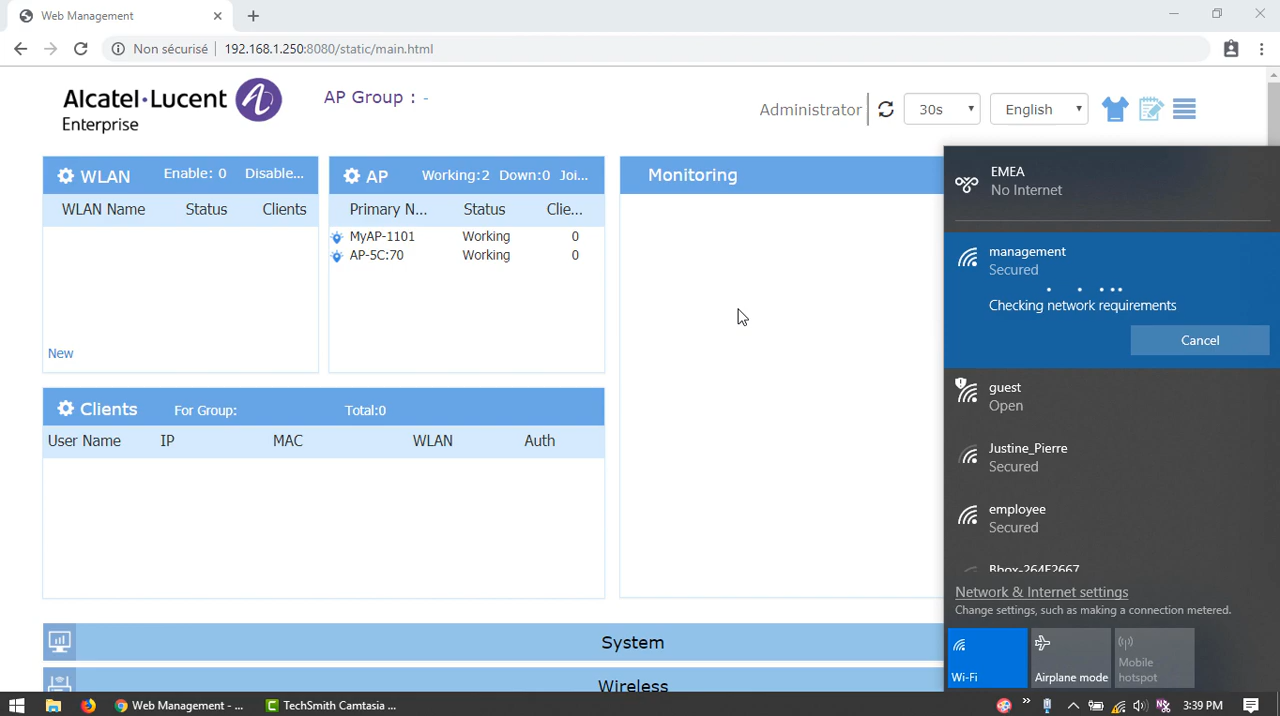 Web Management
Non sécurisé 192.168.1.250:8080/static/main.html
Alcatel·Lucent
Enterprise
AP Group : -
Administrator 30s English
WLAN Enable: 0 Disable...
WLAN Name Status Clients
New
AP Working:2 Down:0 Joi...
Primary N... Status Clie...
MyAP-1101 Working 0
AP-5C:70 Working 0
Monitoring
Clients For Group: Total:0
User Name IP MAC WLAN Auth
System
Wireless
EMEA
No Internet
management
Secured
Checking network requirements
Cancel
guest
Open
Justine_Pierre
Secured
employee
Secured
Bbox-264F2667
Network & Internet settings
Change settings, such as making a connection metered.
Wi-Fi
Airplane mode
Mobile
hotspot
Web Management - ...
TechSmith Camtasia ...
3:39 PM